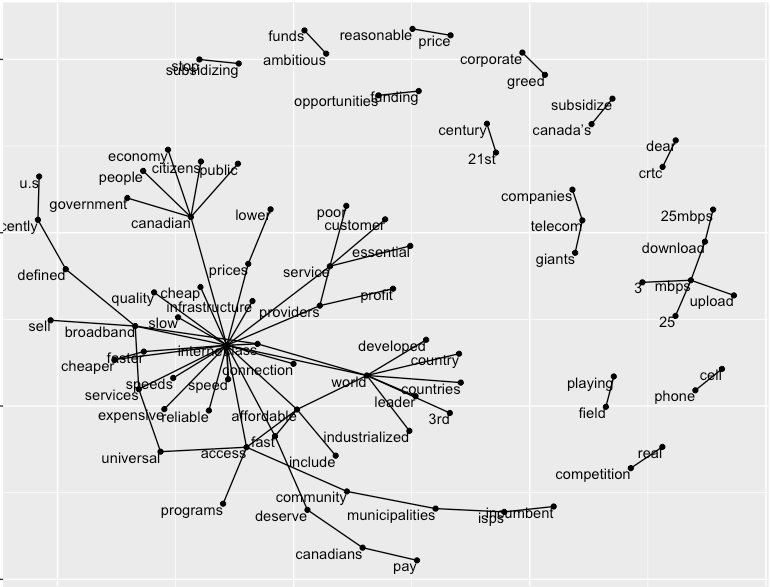 funds
reasonable
price
ambitious
corporate
greed
stop
subsidizing
opportunities
funding
subsidize
canada's
century
21st
dear
crtc
economy
citizens
public
people
u.s
government
canadian
lower
poor
customer
companies
telecom
giants
25mbps
download
cently
defined
prices
service
essential
3
mbps
upload
25
quality
cheap
infrastructure
providers
profit
sell
broadband
slow
internet
class
developed
country
cheaper
faster
connection
world
countries
leader
3rd
services
speeds
speed
playing
field
cell
phone
expensive
reliable
affordable
industrialized
universal
access
fast
include
real
competition
programs
community
deserve
municipalities
isps
incumbent
canadians
pay